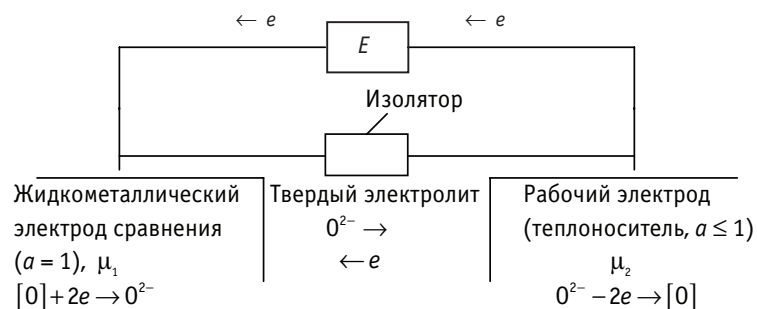 ← e
← e
E
Изолятор
Жидкометаллический
электрод сравнения
(a = 1), μ₁
[O] + 2e → O²⁻
Твердый электролит
O²⁻ →
← e
Рабочий электрод
(теплоноситель, a ≤ 1)
μ₂
O²⁻ − 2e → [O]